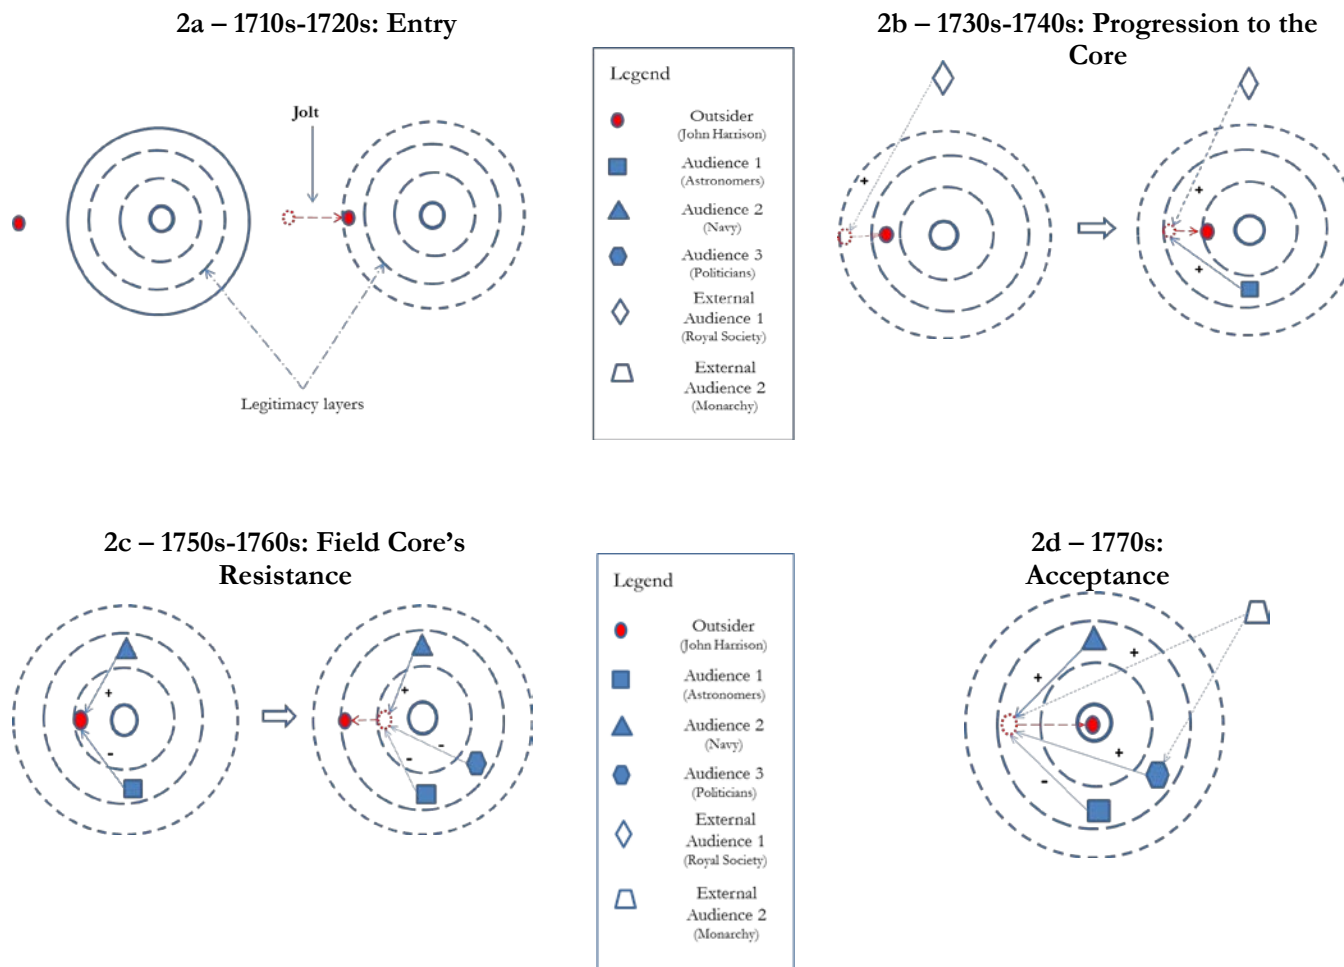 2a – 1710s-1720s: Entry
Jolt
Legitimacy layers
Legend
Outsider
(John Harrison)
Audience 1
(Astronomers)
Audience 2
(Navy)
Audience 3
(Politicians)
External
Audience 1
(Royal Society)
External
Audience 2
(Monarchy)
2b – 1730s-1740s: Progression to the
Core
+
+
+
2c – 1750s-1760s: Field Core's
Resistance
+
-
+
-
-
Legend
Outsider
(John Harrison)
Audience 1
(Astronomers)
Audience 2
(Navy)
Audience 3
(Politicians)
External
Audience 1
(Royal Society)
External
Audience 2
(Monarchy)
2d – 1770s:
Acceptance
+
+
+
-